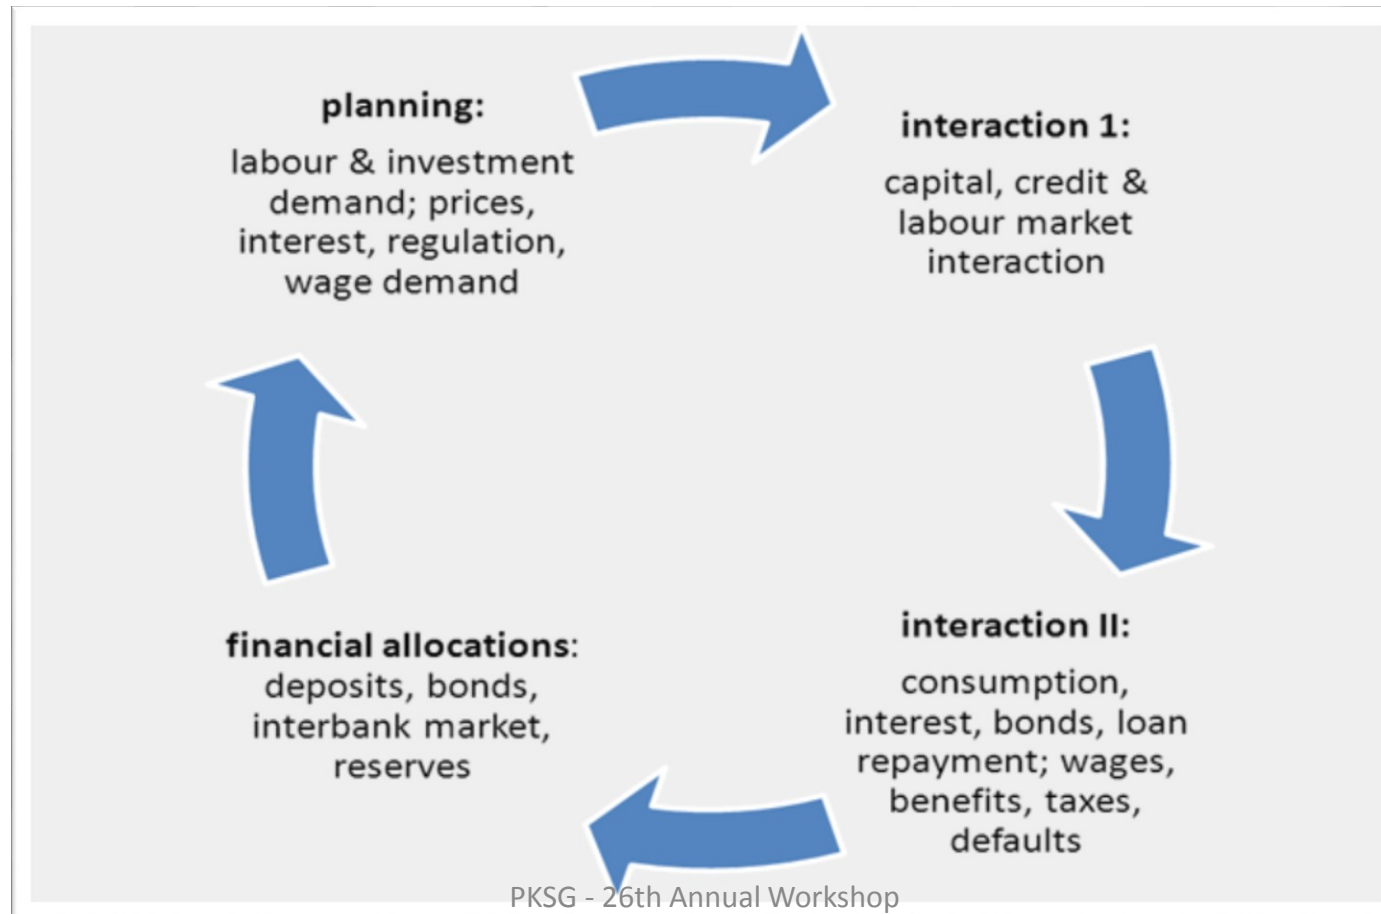 planning:
labour & investment
demand; prices,
interest, regulation,
wage demand
interaction 1:
capital, credit &
labour market
interaction
interaction II:
consumption,
interest, bonds, loan
repayment; wages,
benefits, taxes,
defaults
financial allocations:
deposits, bonds,
interbank market,
reserves
PKSG - 26th Annual Workshop